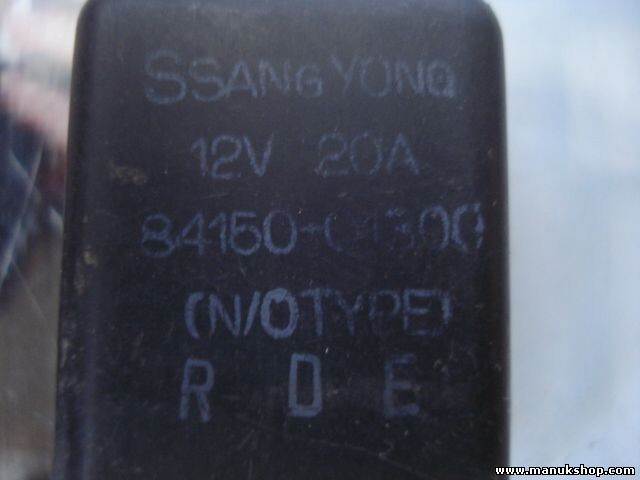 SSANGYONG
12V 20A
(N/OTYPE)
R D E
www.manukshop.com